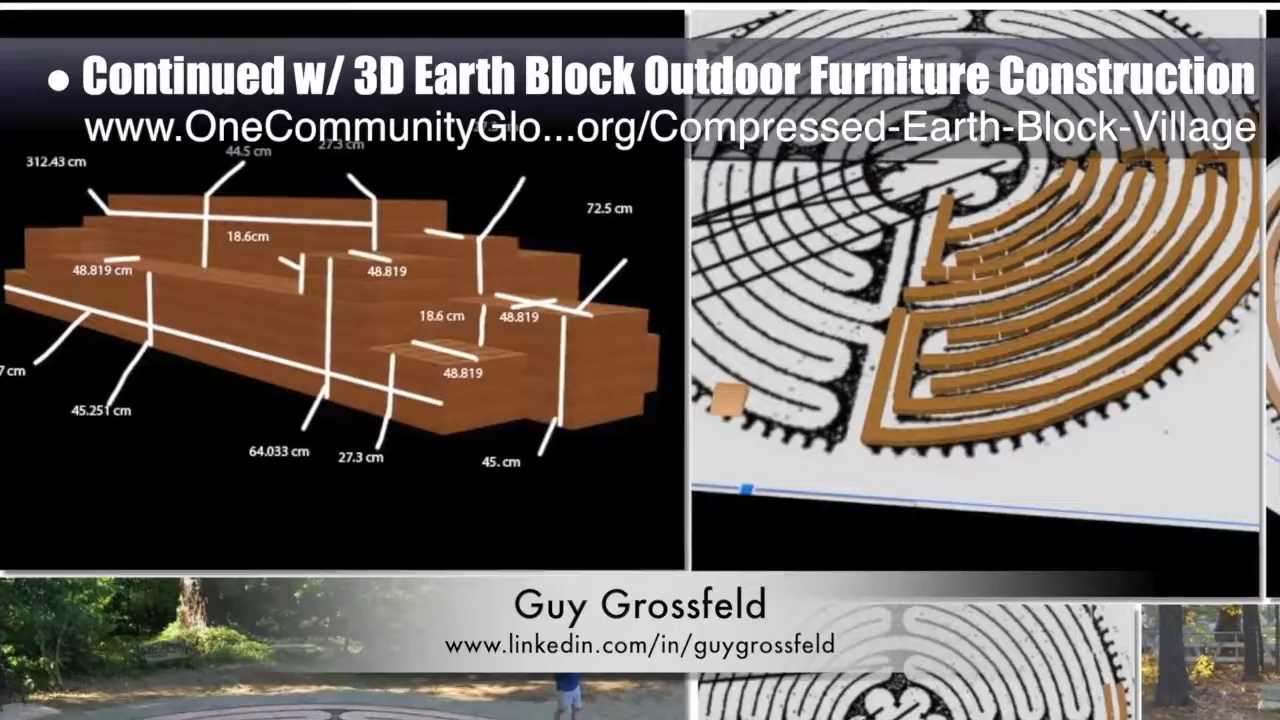 ● Continued w/ 3D Earth Block Outdoor Furniture Construction
www.OneCommunityGlo...org/Compressed-Earth-Block-Village
312.43 cm
44.5 cm
27.3 cm
72.5 cm
18.6cm
48.819 cm
48.819
18.6 cm
48.819
7 cm
48.819
45.251 cm
64.033 cm
27.3 cm
45. cm
Guy Grossfeld
www.linkedin.com/in/guygrossfeld